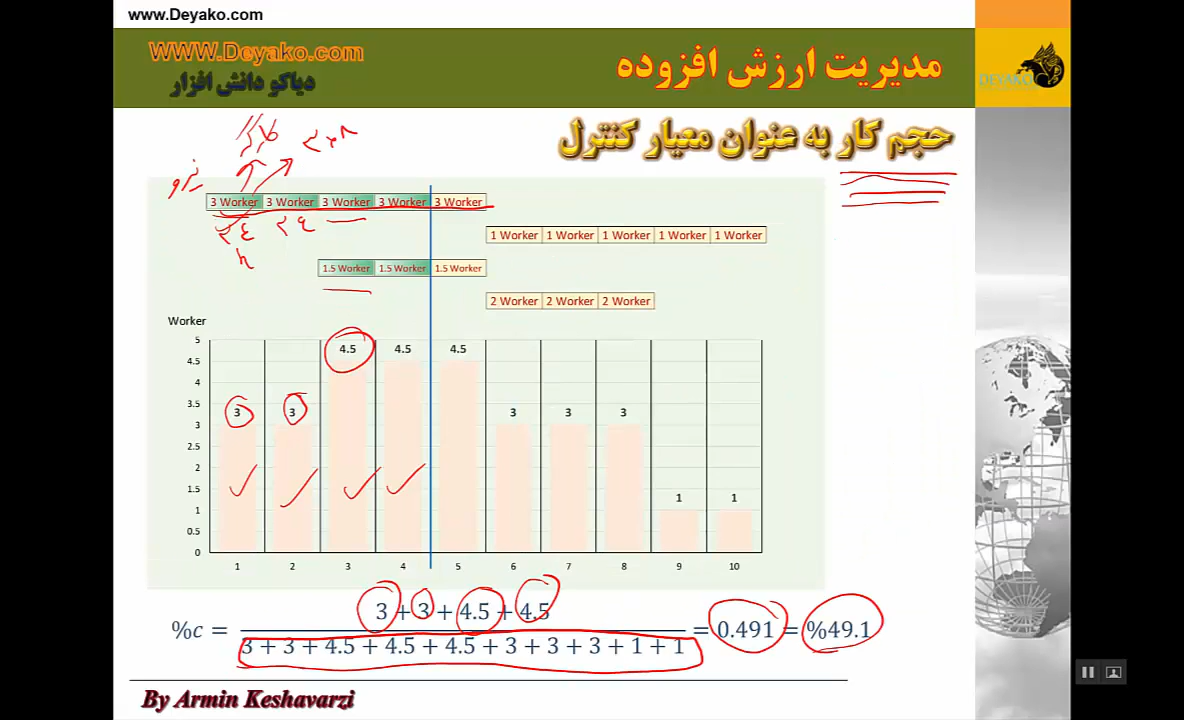 www.Deyako.com
WWW.Deyako.com
دیاکو دانش افزار
مدیریت ارزش افزوده
DEYAKO
حجم کار به عنوان معیار کنترل
3 Worker 3 Worker 3 Worker 3 Worker 3 Worker
1 Worker 1 Worker 1 Worker 1 Worker 1 Worker
1.5 Worker 1.5 Worker 1.5 Worker
2 Worker 2 Worker 2 Worker
Worker
5
4.5
4
3.5
3
2.5
2
1.5
1
0.5
0
3 3 4.5 4.5 4.5 3 3 3 1 1
1 2 3 4 5 6 7 8 9 10
3 + 3 + 4.5 + 4.5
%c = = 0.491 = %49.1
3 + 3 + 4.5 + 4.5 + 4.5 + 3 + 3 + 3 + 1 + 1
By Armin Keshavarzi